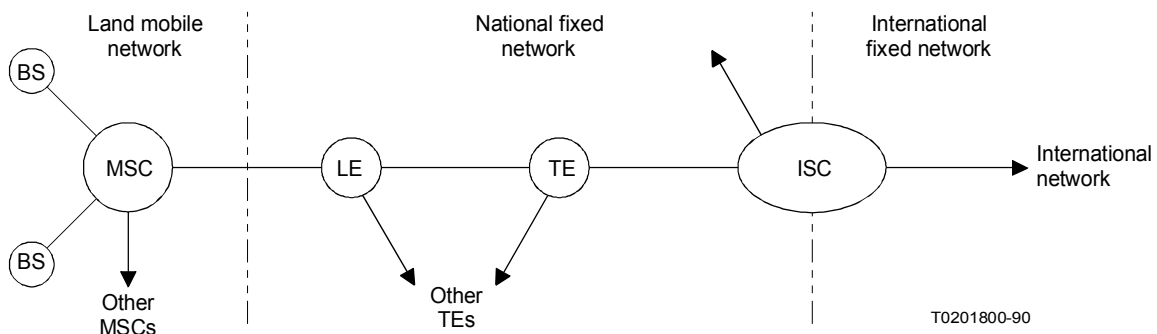 Land mobile
network
National fixed
network
International
fixed network
BS
MSC
LE
TE
ISC
International
network
BS
Other
MSCs
Other
TEs
T0201800-90